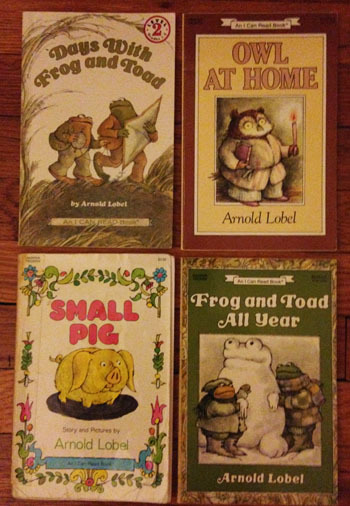 LEVEL 2
Days With
Frog and Toad
by Arnold Lobel
An I CAN READ Book
An I Can Read Book
OWL
AT HOME
Arnold Lobel
SMALL
PIG
Story and Pictures by
Arnold Lobel
An I Can Read Book
An I Can Read Book
Frog and Toad
All Year
Arnold Lobel